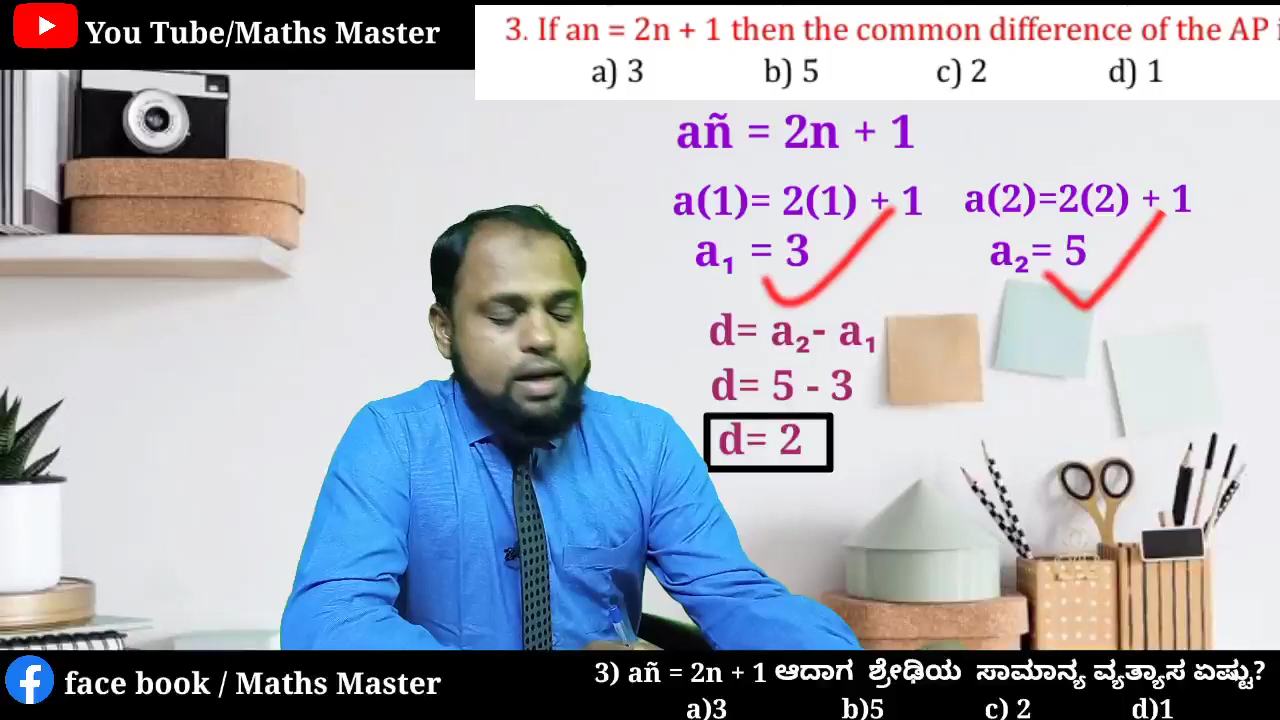 You Tube/Maths Master
3. If an = 2n + 1 then the common difference of the AP
a) 3 b) 5 c) 2 d) 1
añ = 2n + 1
a(1)= 2(1) + 1 a(2)=2(2) + 1
a₁ = 3 a₂= 5
d= a₂- a₁
d= 5 - 3
d= 2
face book / Maths Master
3) añ = 2n + 1 ಆದಾಗ ಶ್ರೇಢಿಯ ಸಾಮಾನ್ಯ ವ್ಯತ್ಯಾಸ ಏಷ್ಟು?
a)3 b)5 c) 2 d)1